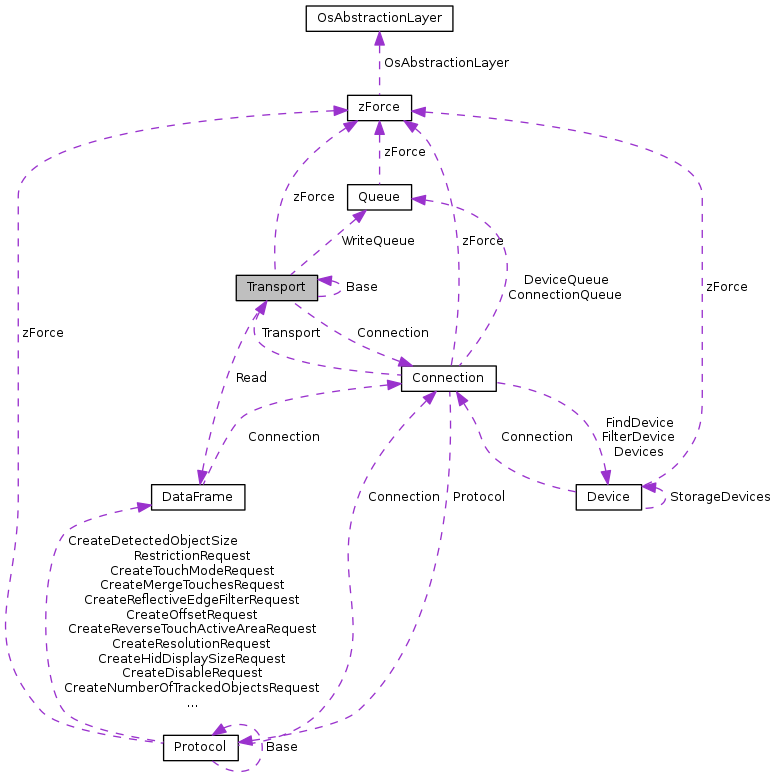 OsAbstractionLayer
OsAbstractionLayer
zForce
zForce
Queue
zForce
WriteQueue
zForce
Transport
Base
DeviceQueue
ConnectionQueue
zForce
zForce
Transport
Connection
Connection
Read
FindDevice
FilterDevice
Devices
Connection
Connection
DataFrame
Connection
Protocol
Device
StorageDevices
CreateDetectedObjectSize
RestrictionRequest
CreateTouchModeRequest
CreateMergeTouchesRequest
CreateReflectiveEdgeFilterRequest
CreateOffsetRequest
CreateReverseTouchActiveAreaRequest
CreateResolutionRequest
CreateHidDisplaySizeRequest
CreateDisableRequest
CreateNumberOfTrackedObjectsRequest
...
Protocol
Base